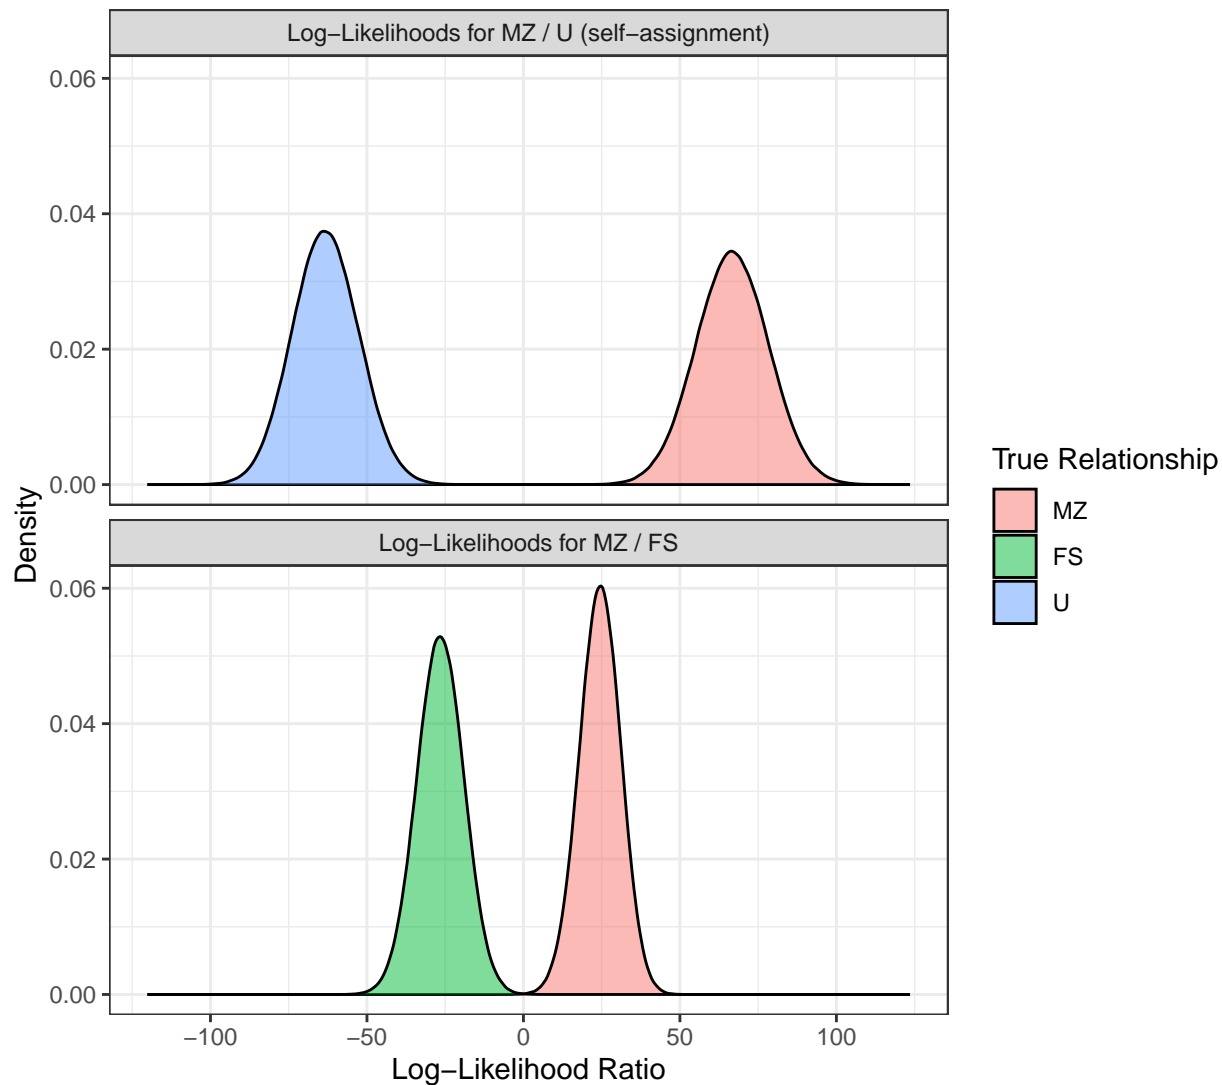 Log−Likelihoods for MZ / U (self−assignment)
0.06
0.04
0.02
0.00
Log−Likelihoods for MZ / FS
0.06
0.04
0.02
0.00
−100
−50
0
50
100
Log−Likelihood Ratio
Density
True Relationship
MZ
FS
U